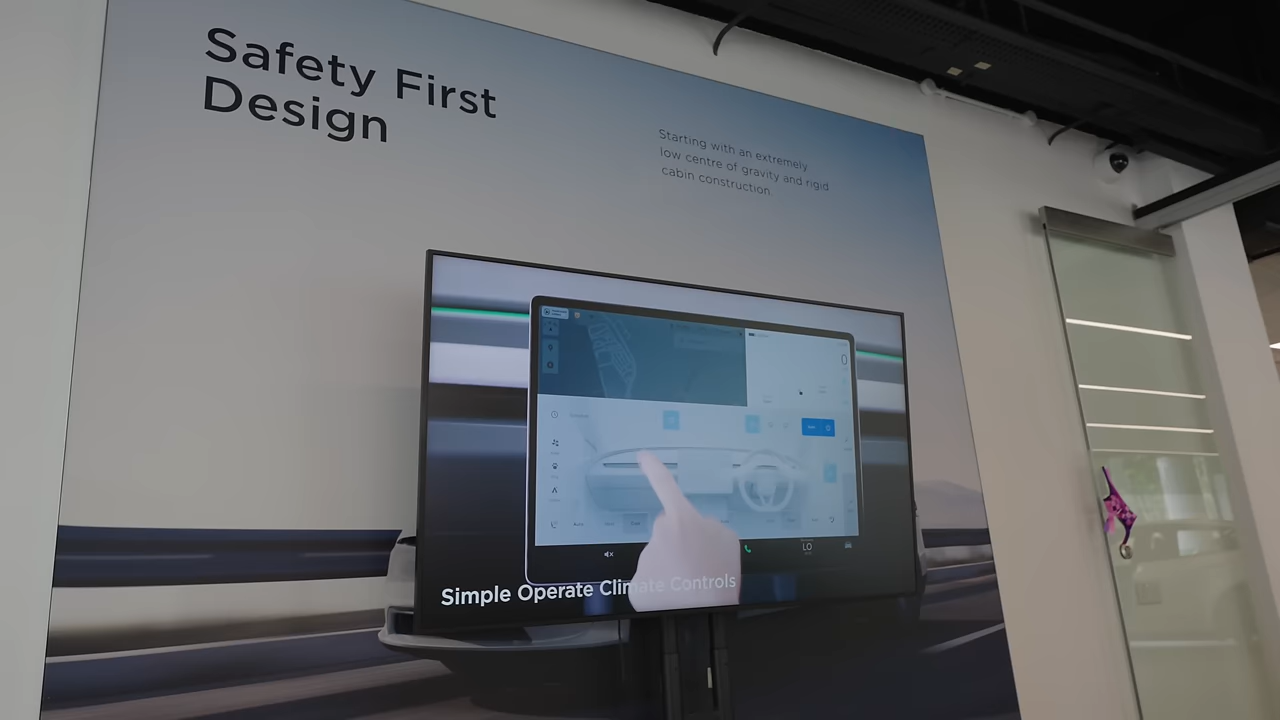 Safety First
Design
Starting with an extremely
low centre of gravity and rigid
cabin construction.
Simple Operate Climate Controls
LO